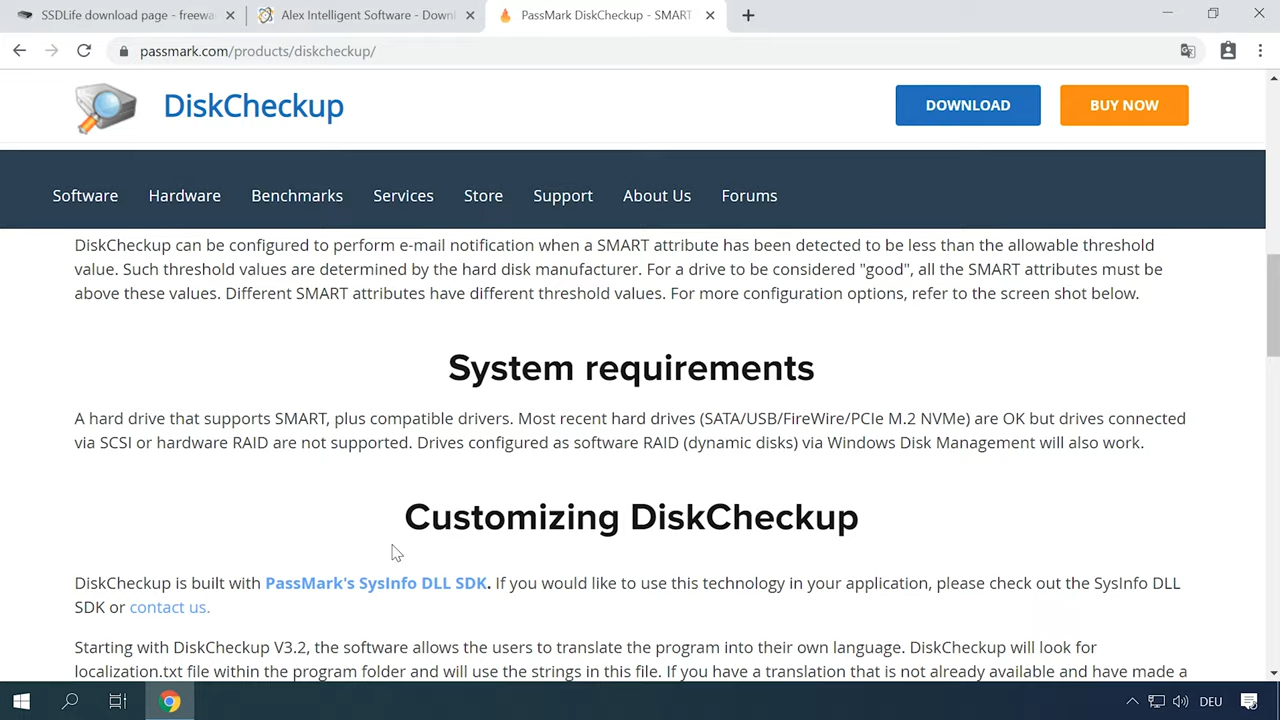 SSDLife download page - freewa
Alex Intelligent Software - Downl
PassMark DiskCheckup - SMART
passmark.com/products/diskcheckup/
DiskCheckup
DOWNLOAD
BUY NOW
Software
Hardware
Benchmarks
Services
Store
Support
About Us
Forums
DiskCheckup can be configured to perform e-mail notification when a SMART attribute has been detected to be less than the allowable threshold
value. Such threshold values are determined by the hard disk manufacturer. For a drive to be considered "good", all the SMART attributes must be
above these values. Different SMART attributes have different threshold values. For more configuration options, refer to the screen shot below.
System requirements
A hard drive that supports SMART, plus compatible drivers. Most recent hard drives (SATA/USB/FireWire/PCIe M.2 NVMe) are OK but drives connected
via SCSI or hardware RAID are not supported. Drives configured as software RAID (dynamic disks) via Windows Disk Management will also work.
Customizing DiskCheckup
DiskCheckup is built with PassMark's SysInfo DLL SDK. If you would like to use this technology in your application, please check out the SysInfo DLL
SDK or contact us.
Starting with DiskCheckup V3.2, the software allows the users to translate the program into their own language. DiskCheckup will look for
localization.txt file within the program folder and will use the strings in this file. If you have a translation that is not already available and have made a
DEU